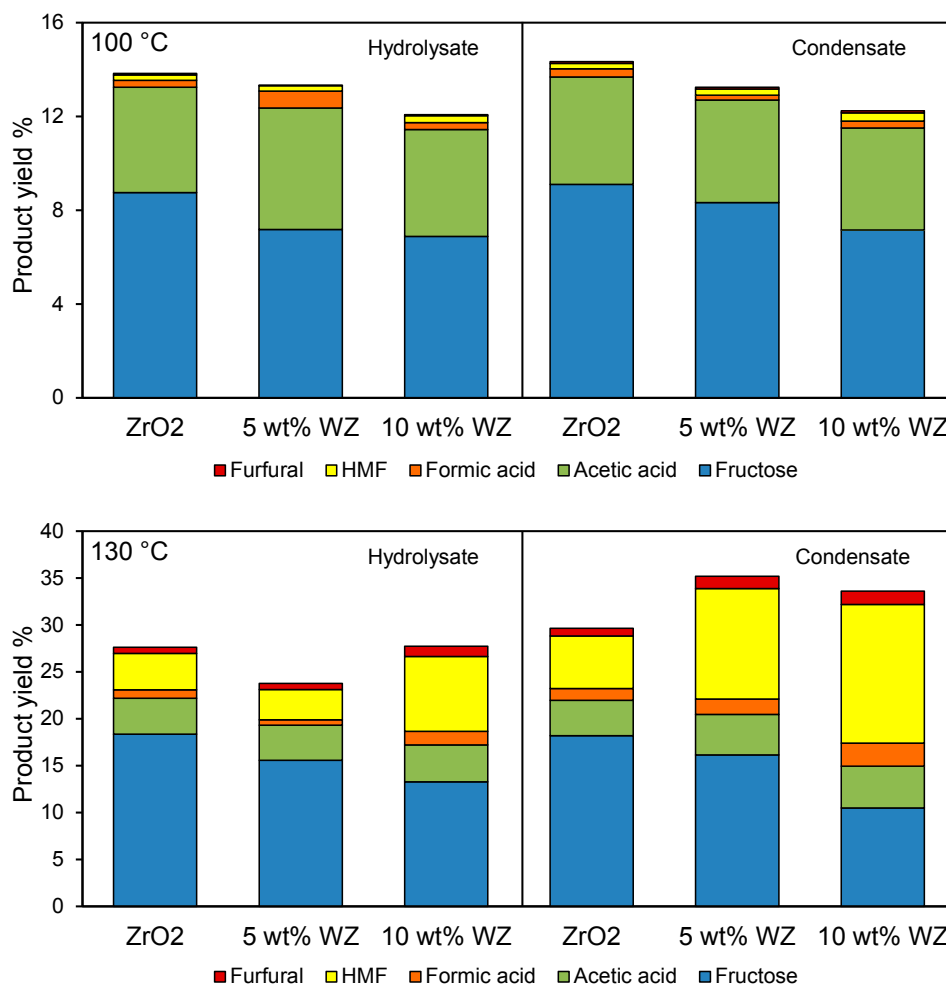 100 °C
Hydrolysate
Condensate
Product yield %
16
12
8
4
0
ZrO2 5 wt% WZ 10 wt% WZ ZrO2 5 wt% WZ 10 wt% WZ
Furfural HMF Formic acid Acetic acid Fructose
130 °C
Hydrolysate
Condensate
Product yield %
40
35
30
25
20
15
10
5
0
ZrO2 5 wt% WZ 10 wt% WZ ZrO2 5 wt% WZ 10 wt% WZ
Furfural HMF Formic acid Acetic acid Fructose